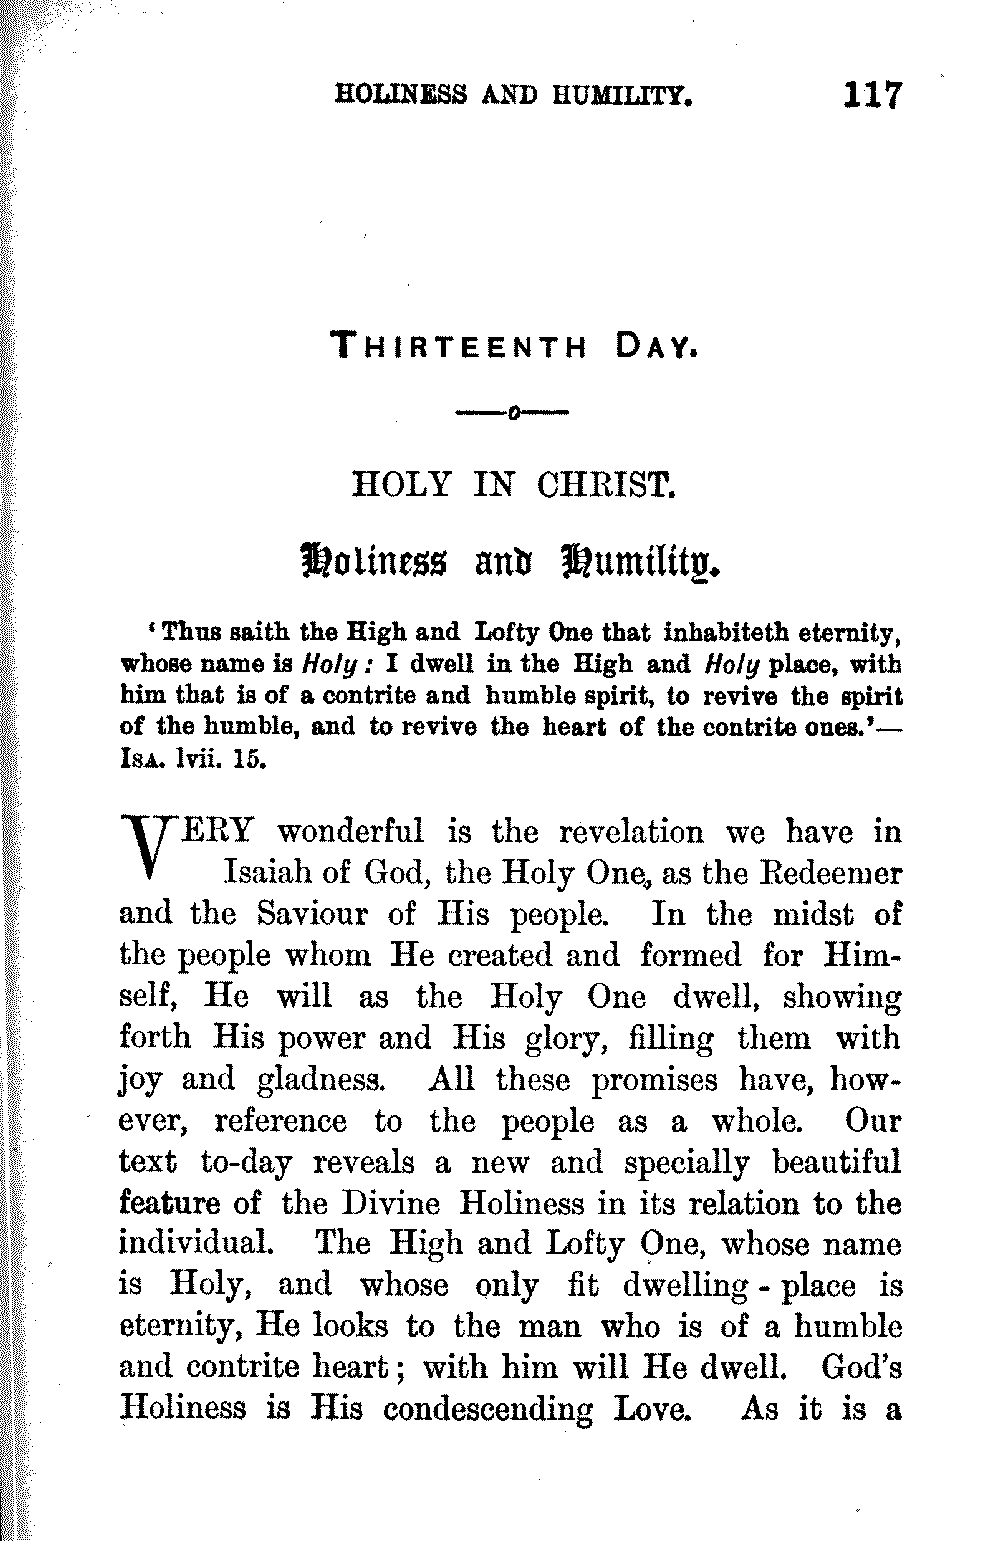 HOLINESS AND HUMILITY. 117
THIRTEENTH DAY.
HOLY IN CHRIST.
Holiness and Humility.
‘Thus saith the High and Lofty One that inhabiteth eternity,
whose name is Holy: I dwell in the High and Holy place, with
him that is of a contrite and humble spirit, to revive the spirit
of the humble, and to revive the heart of the contrite ones.’—
ISA. lvii. 15.
VERY wonderful is the revelation we have in
Isaiah of God, the Holy One, as the Redeemer
and the Saviour of His people. In the midst of
the people whom He created and formed for Him-
self, He will as the Holy One dwell, showing
forth His power and His glory, filling them with
joy and gladness. All these promises have, how-
ever, reference to the people as a whole. Our
text to-day reveals a new and specially beautiful
feature of the Divine Holiness in its relation to the
individual. The High and Lofty One, whose name
is Holy, and whose only fit dwelling-place is
eternity, He looks to the man who is of a humble
and contrite heart; with him will He dwell. God's
Holiness is His condescending Love. As it is a